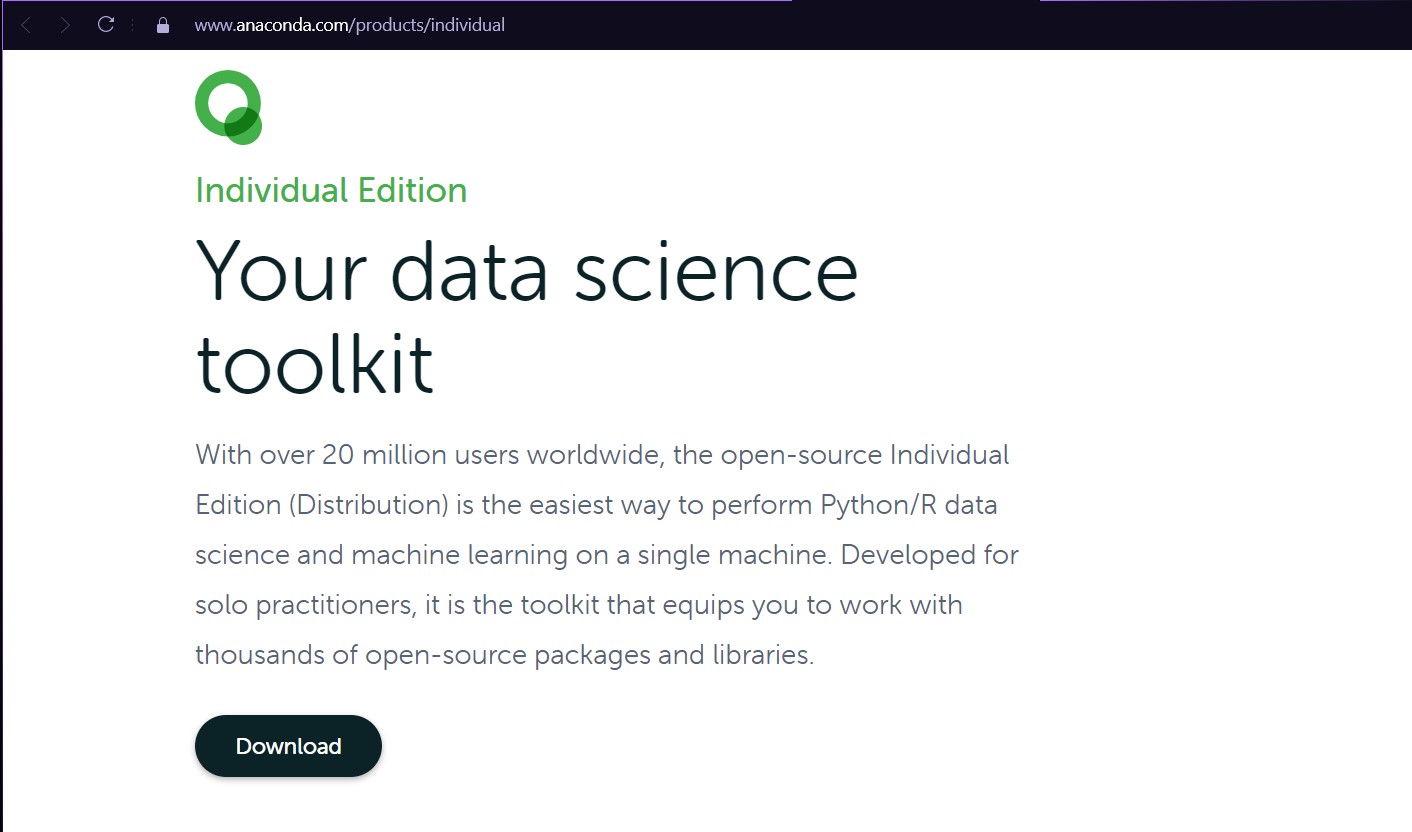 www.anaconda.com/products/individual
Individual Edition
Your data science
toolkit
With over 20 million users worldwide, the open-source Individual
Edition (Distribution) is the easiest way to perform Python/R data
science and machine learning on a single machine. Developed for
solo practitioners, it is the toolkit that equips you to work with
thousands of open-source packages and libraries.
Download